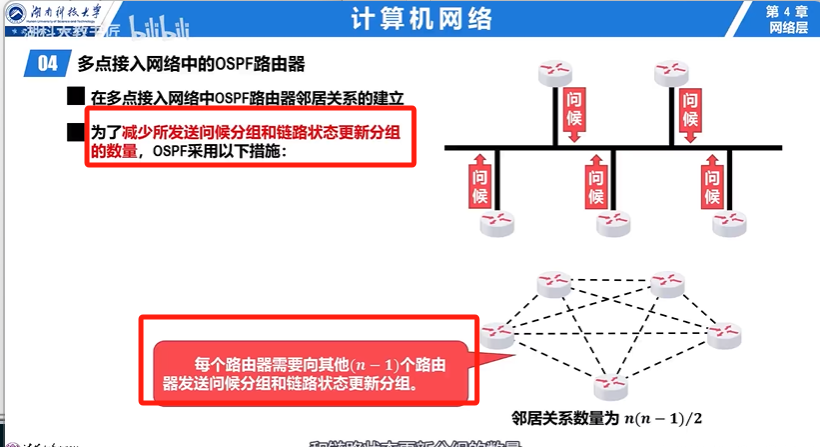 湖南科技大学
Hunan University of Science and Technology
湖科大教书匠 bilibili
计算机网络
第 4 章
网络层
04 多点接入网络中的OSPF路由器
在多点接入网络中OSPF路由器邻居关系的建立
为了减少所发送问候分组和链路状态更新分组
的数量，OSPF采用以下措施：
问候
问候
问候
问候
问候
每个路由器需要向其他(n − 1)个路由
器发送问候分组和链路状态更新分组。
邻居关系数量为 n(n − 1)/2